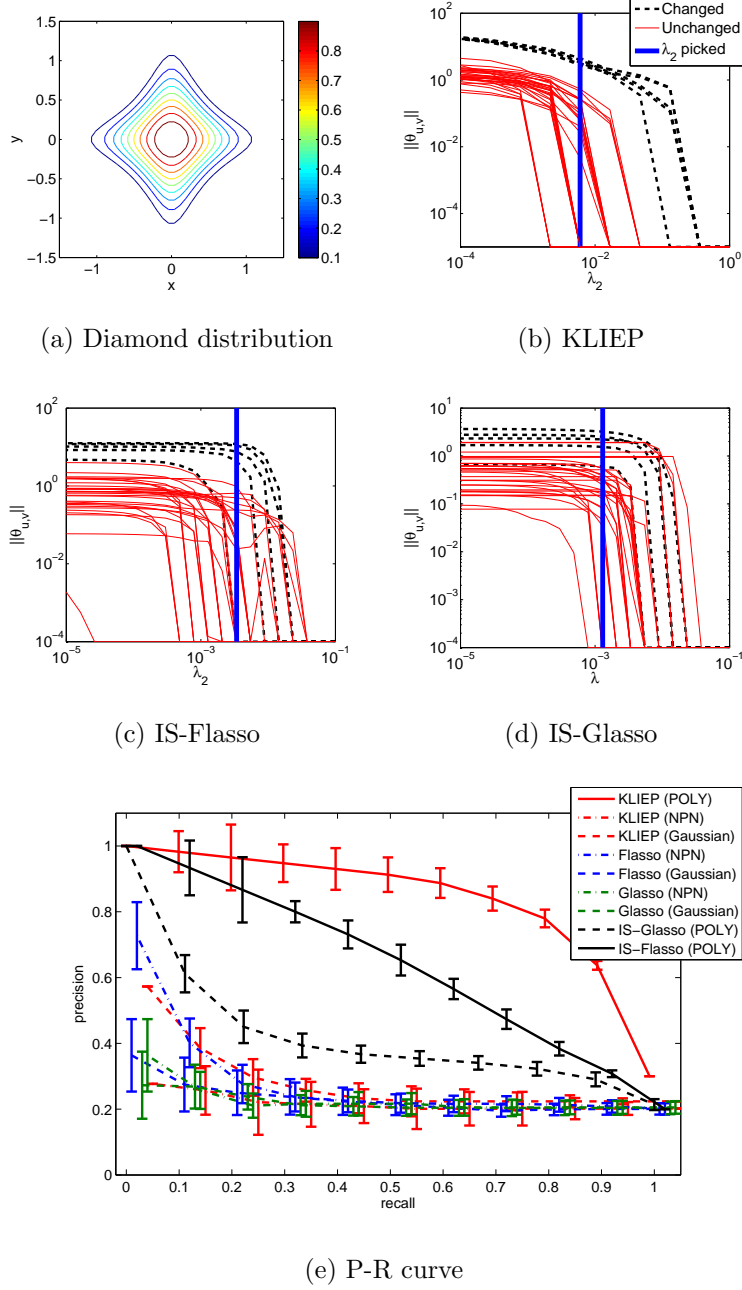 1.5
1
0.5
0
−0.5
−1
−1.5
y
−1 0 1
x
0.8
0.7
0.6
0.5
0.4
0.3
0.2
0.1
(a) Diamond distribution
Changed
Unchanged
λ2 picked
10^2
10^0
10^−2
10^−5
||θu,v||
10^−4 10^−2 10^0
λ2
(b) KLIEP
10^2
10^0
10^−2
10^−4
||θu,v||
10^−5 10^−3 10^−1
λ2
(c) IS-Flasso
10^1
10^0
10^−1
10^−2
10^−4
||θu,v||
10^−5 10^−3 10^−1
λ
(d) IS-Glasso
KLIEP (POLY)
KLIEP (NPN)
KLIEP (Gaussian)
Flasso (NPN)
Flasso (Gaussian)
Glasso (NPN)
Glasso (Gaussian)
IS−Glasso (POLY)
IS−Flasso (POLY)
1
0.8
0.6
0.4
0.2
0
precision
0 0.1 0.2 0.3 0.4 0.5 0.6 0.7 0.8 0.9 1
recall
(e) P-R curve